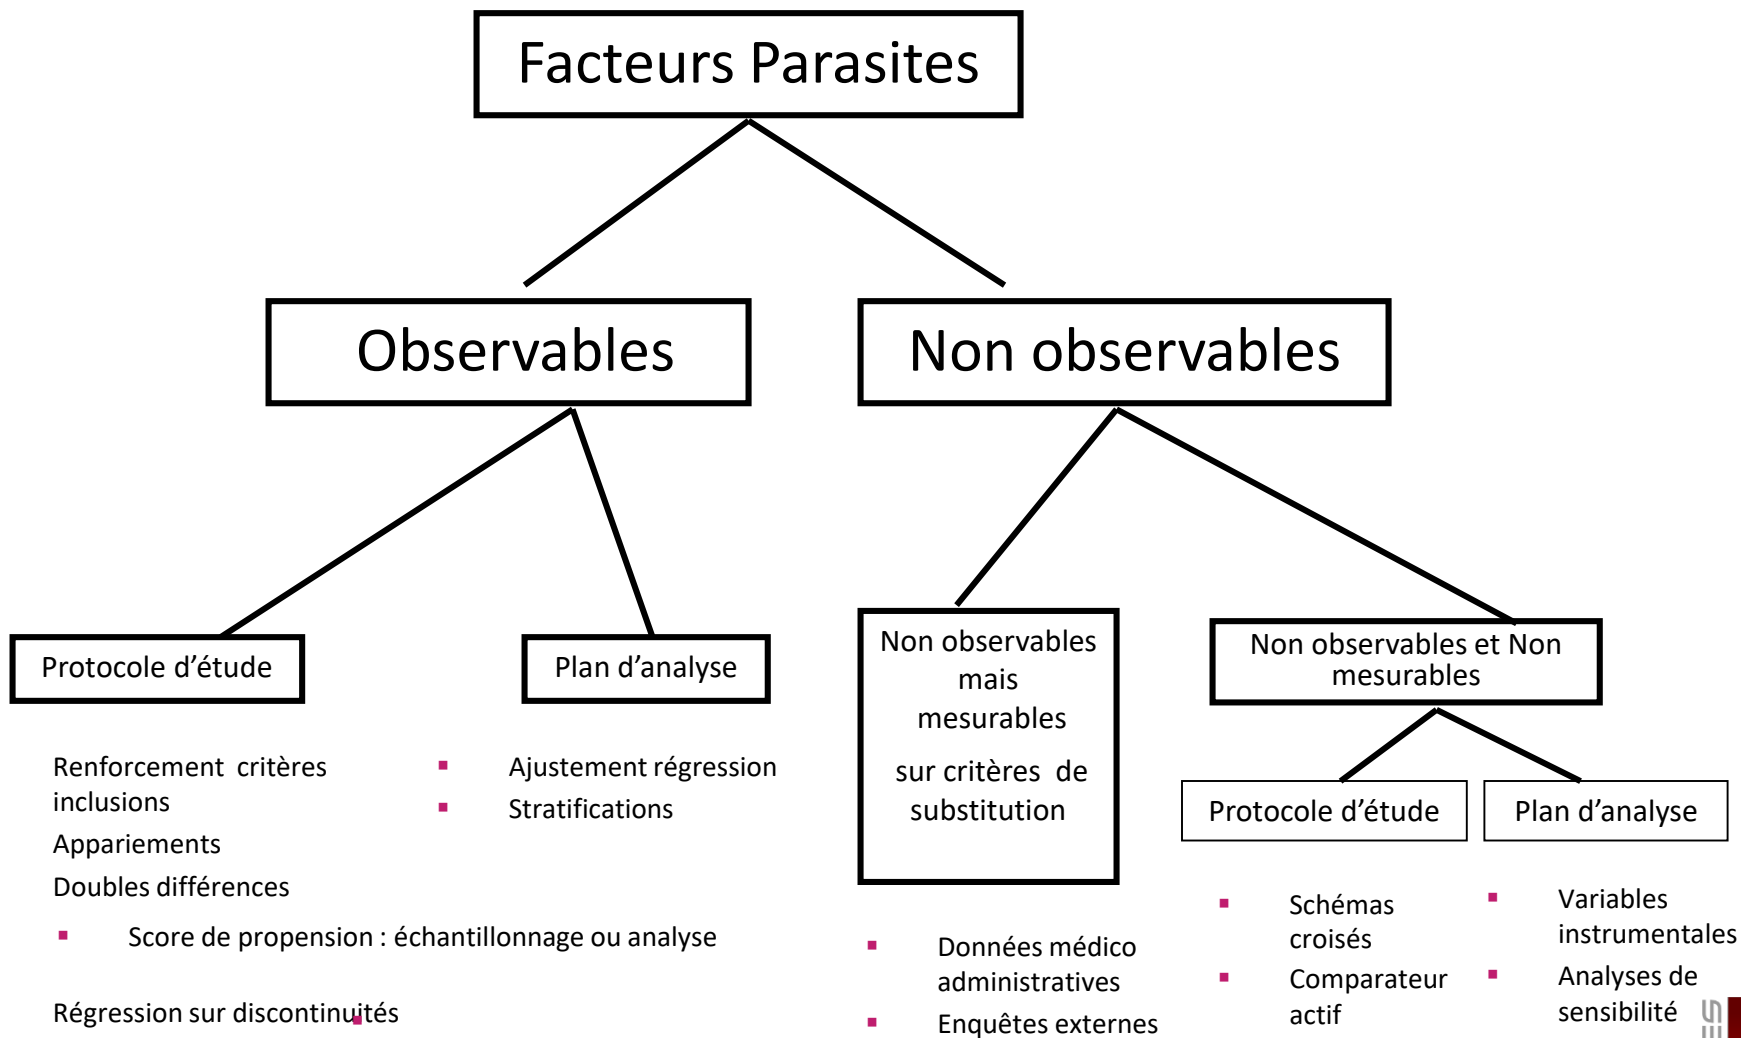 Facteurs Parasites
Observables
Non observables
Protocole d’étude
Plan d’analyse
Non observables
mais
mesurables
sur critères de
substitution
Non observables et Non
mesurables
Protocole d’étude
Plan d’analyse
Renforcement critères
inclusions
Appariements
Doubles différences
Score de propension : échantillonnage ou analyse
Régression sur discontinuités
Ajustement régression
Stratifications
Données médico
administratives
Enquêtes externes
Schémas
croisés
Comparateur
actif
Variables
instrumentales
Analyses de
sensibilité